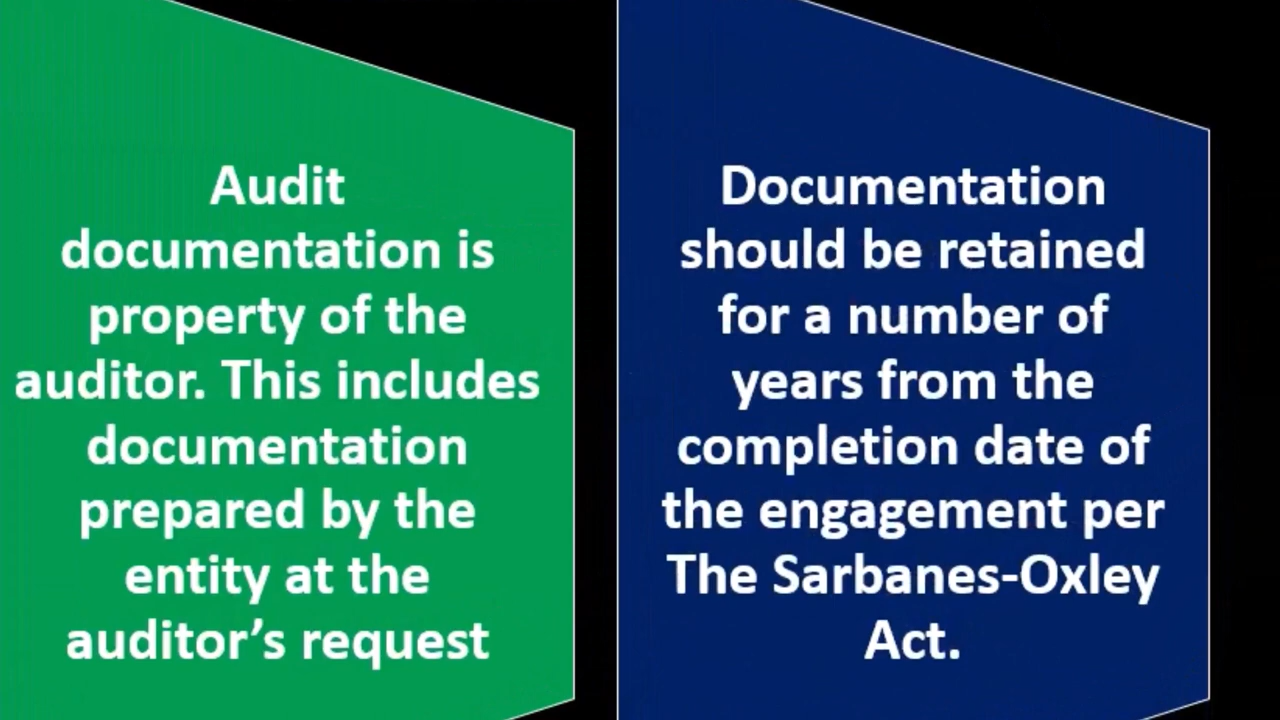 Audit
documentation is
property of the
auditor. This includes
documentation
prepared by the
entity at the
auditor’s request
Documentation
should be retained
for a number of
years from the
completion date of
the engagement per
The Sarbanes-Oxley
Act.